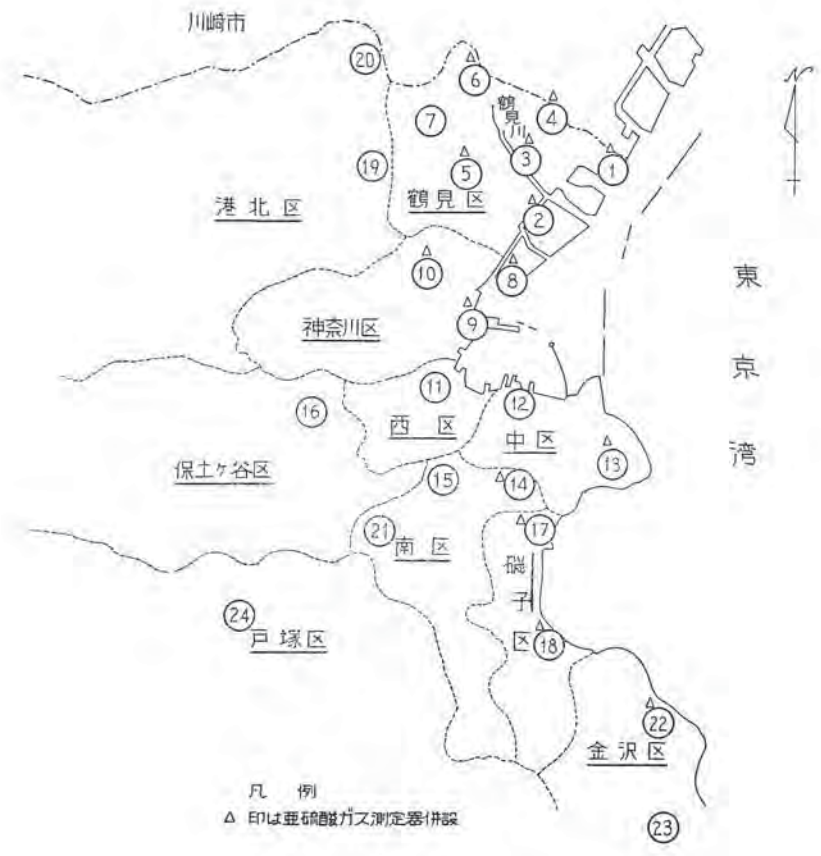 川崎市
⑳
⑥
鶴見川
④
⑦
③
①
⑲
⑤
鶴見区
港北区
②
⑩
⑧
東京湾
神奈川区
⑨
⑪
⑯
⑫
西区
中区
⑬
保土ヶ谷区
⑮
⑭
㉑
南区
⑰
磯子区
㉔
戸塚区
⑱
㉒
金沢区
凡 例
△ 印は亜硫酸ガス測定器併設
㉓